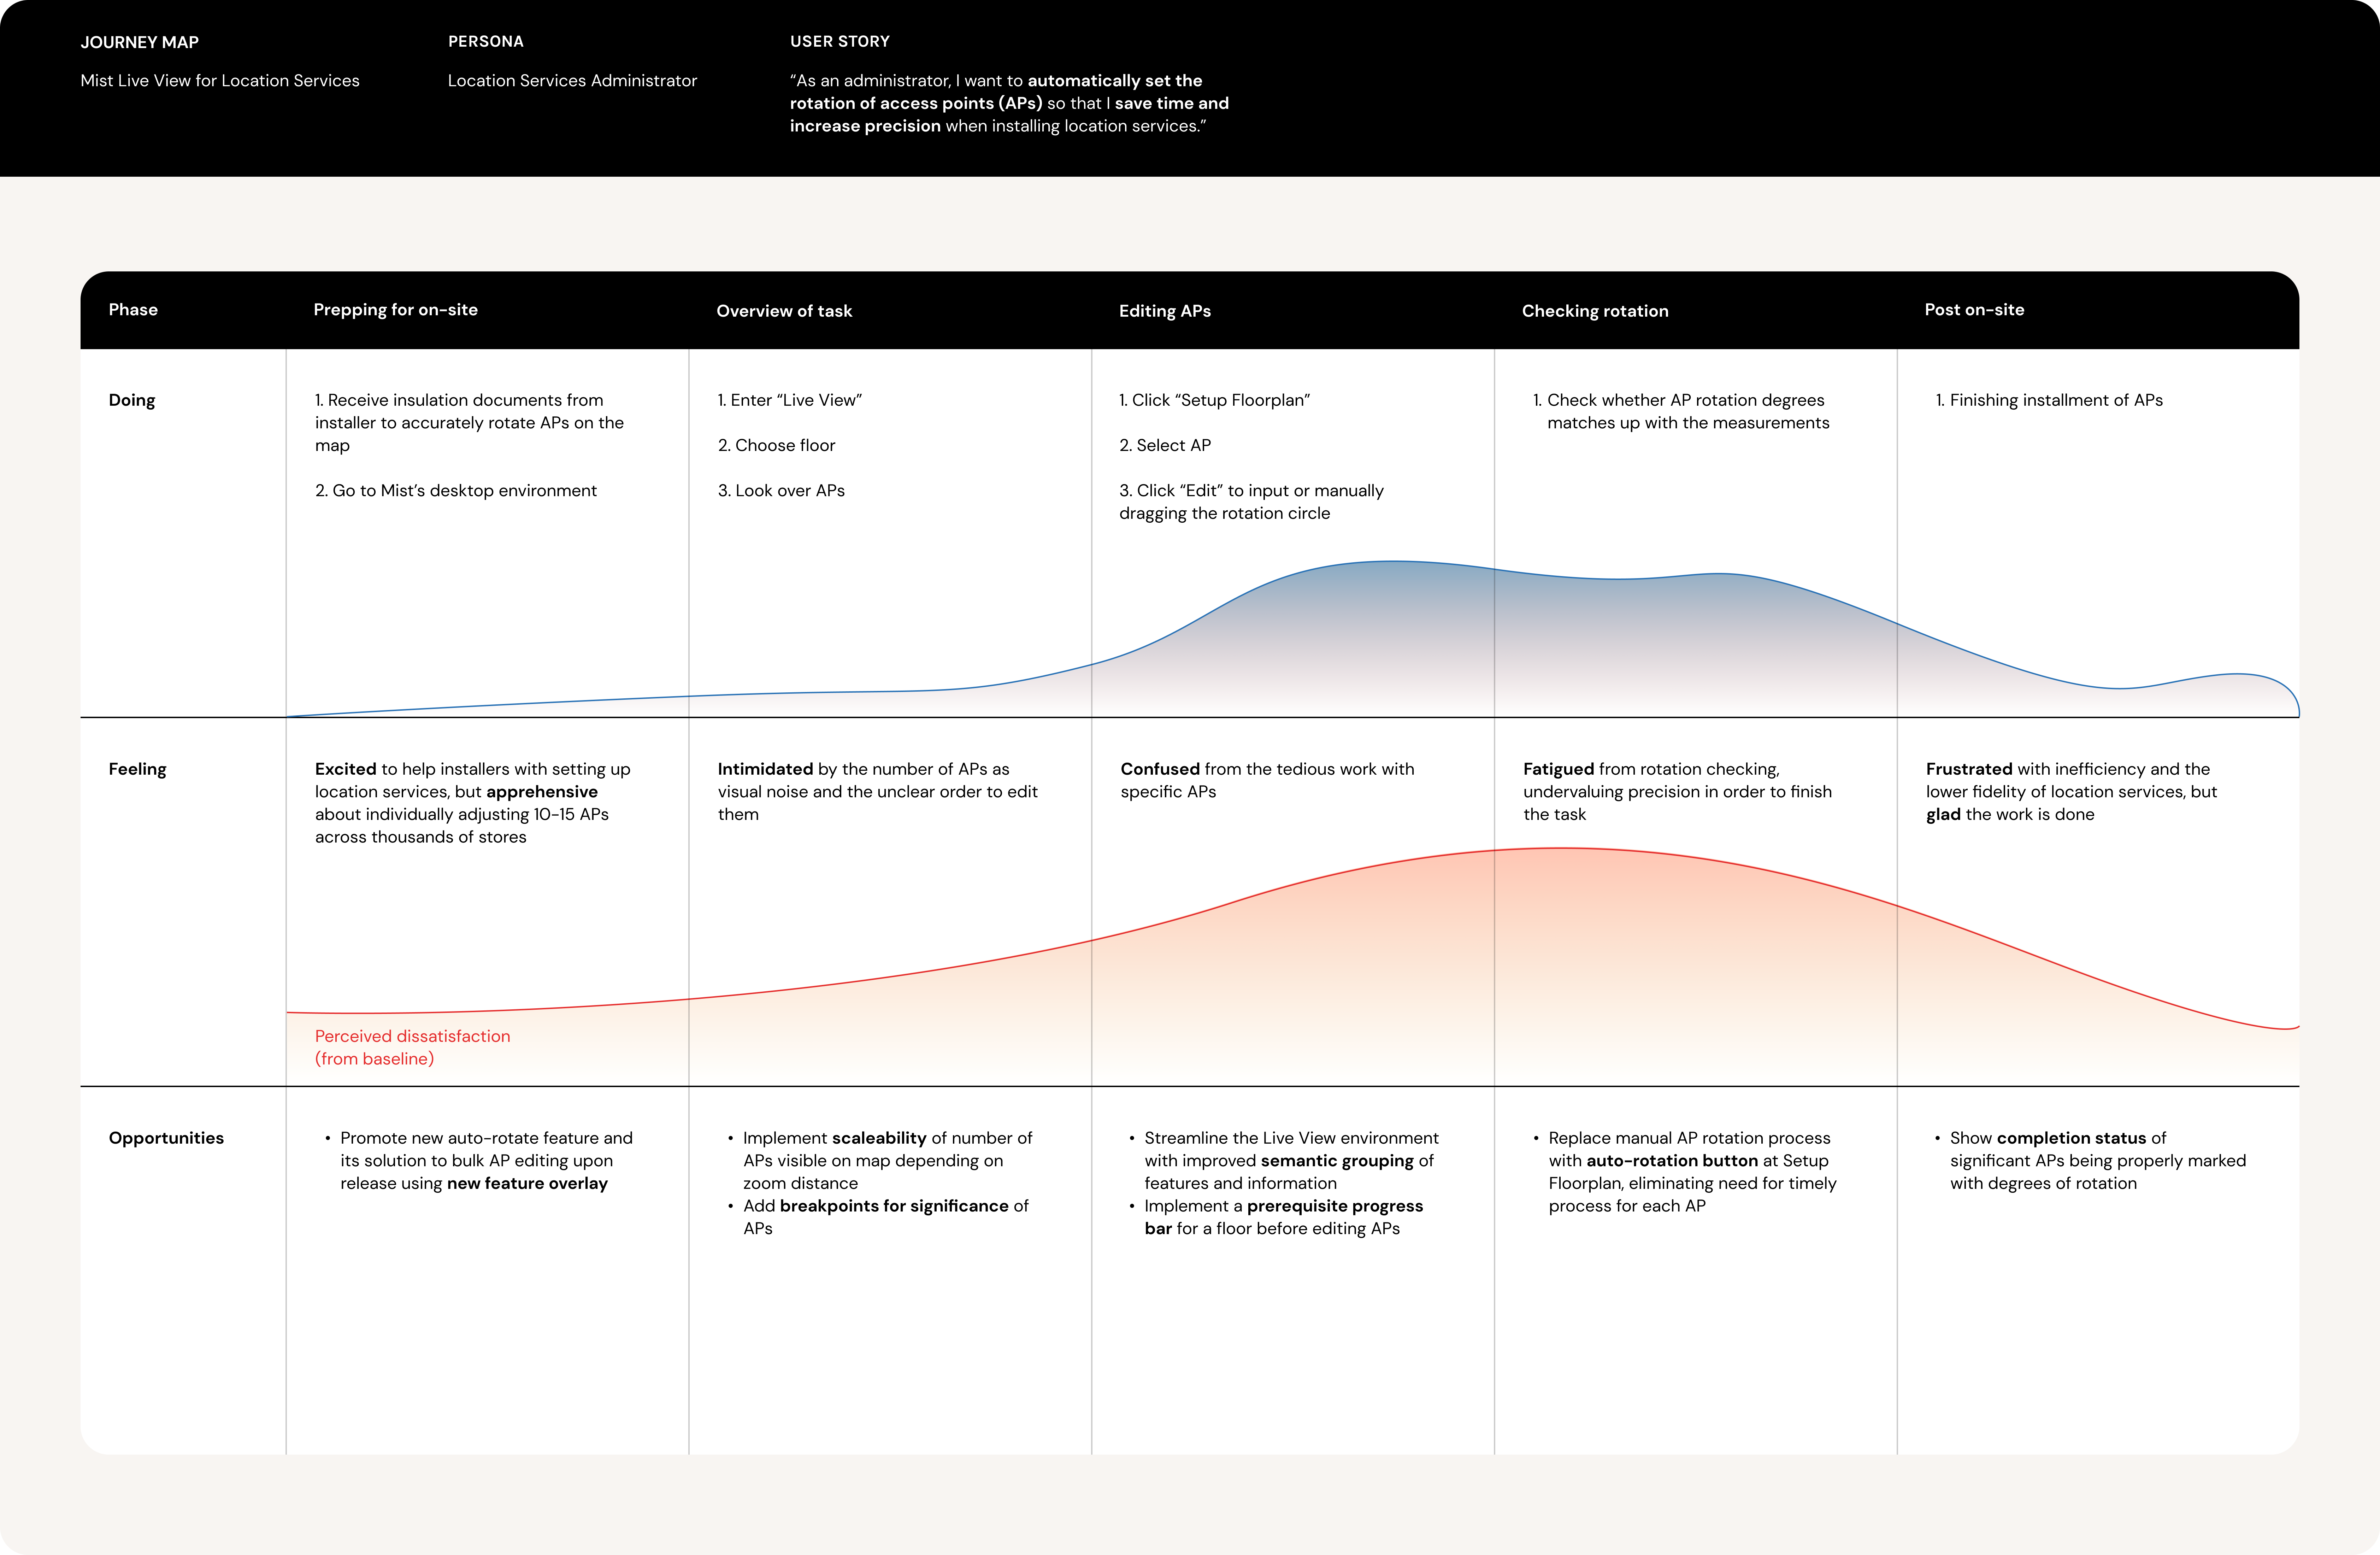 JOURNEY MAP
Mist Live View for Location Services
PERSONA
Location Services Administrator
USER STORY
“As an administrator, I want to automatically set the
rotation of access points (APs) so that I save time and
increase precision when installing location services.”
Phase
Prepping for on-site
Overview of task
Editing APs
Checking rotation
Post on-site
Doing
1. Receive insulation documents from
installer to accurately rotate APs on the
map
2. Go to Mist’s desktop environment
1. Enter “Live View”
2. Choose floor
3. Look over APs
1. Click “Setup Floorplan”
2. Select AP
3. Click “Edit” to input or manually
dragging the rotation circle
1. Check whether AP rotation degrees
matches up with the measurements
1. Finishing installment of APs
Feeling
Excited to help installers with setting up
location services, but apprehensive
about individually adjusting 10-15 APs
across thousands of stores
Perceived dissatisfaction
(from baseline)
Intimidated by the number of APs as
visual noise and the unclear order to edit
them
Confused from the tedious work with
specific APs
Fatigued from rotation checking,
undervaluing precision in order to finish
the task
Frustrated with inefficiency and the
lower fidelity of location services, but
glad the work is done
Opportunities
• Promote new auto-rotate feature and
its solution to bulk AP editing upon
release using new feature overlay
• Implement scaleability of number of
APs visible on map depending on
zoom distance
• Add breakpoints for significance of
APs
• Streamline the Live View environment
with improved semantic grouping of
features and information
• Implement a prerequisite progress
bar for a floor before editing APs
• Replace manual AP rotation process
with auto-rotation button at Setup
Floorplan, eliminating need for timely
process for each AP
• Show completion status of
significant APs being properly marked
with degrees of rotation